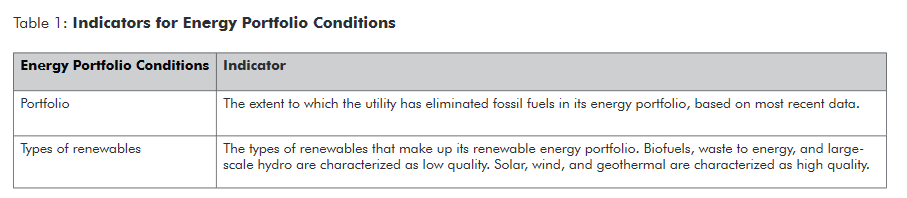 Table 1: Indicators for Energy Portfolio Conditions
Energy Portfolio Conditions Indicator
Portfolio The extent to which the utility has eliminated fossil fuels in its energy portfolio, based on most recent data.
Types of renewables The types of renewables that make up its renewable energy portfolio. Biofuels, waste to energy, and large-
scale hydro are characterized as low quality. Solar, wind, and geothermal are characterized as high quality.